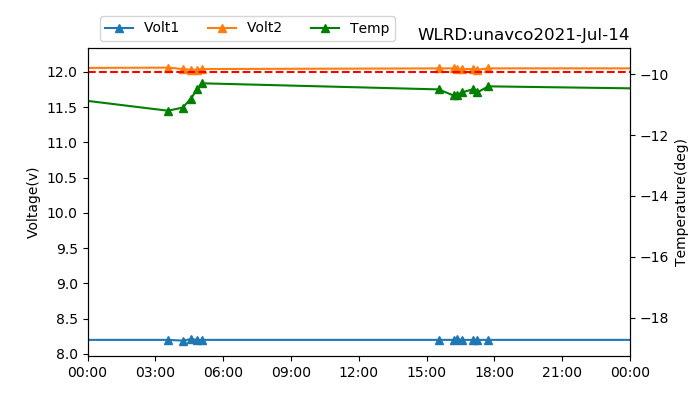 Volt1 Volt2 Temp
WLRD:unavco2021-Jul-14
12.0
11.5
11.0
10.5
10.0
9.5
9.0
8.5
8.0
Voltage(v)
−10
−12
−14
−16
−18
Temperature(deg)
00:00 03:00 06:00 09:00 12:00 15:00 18:00 21:00 00:00